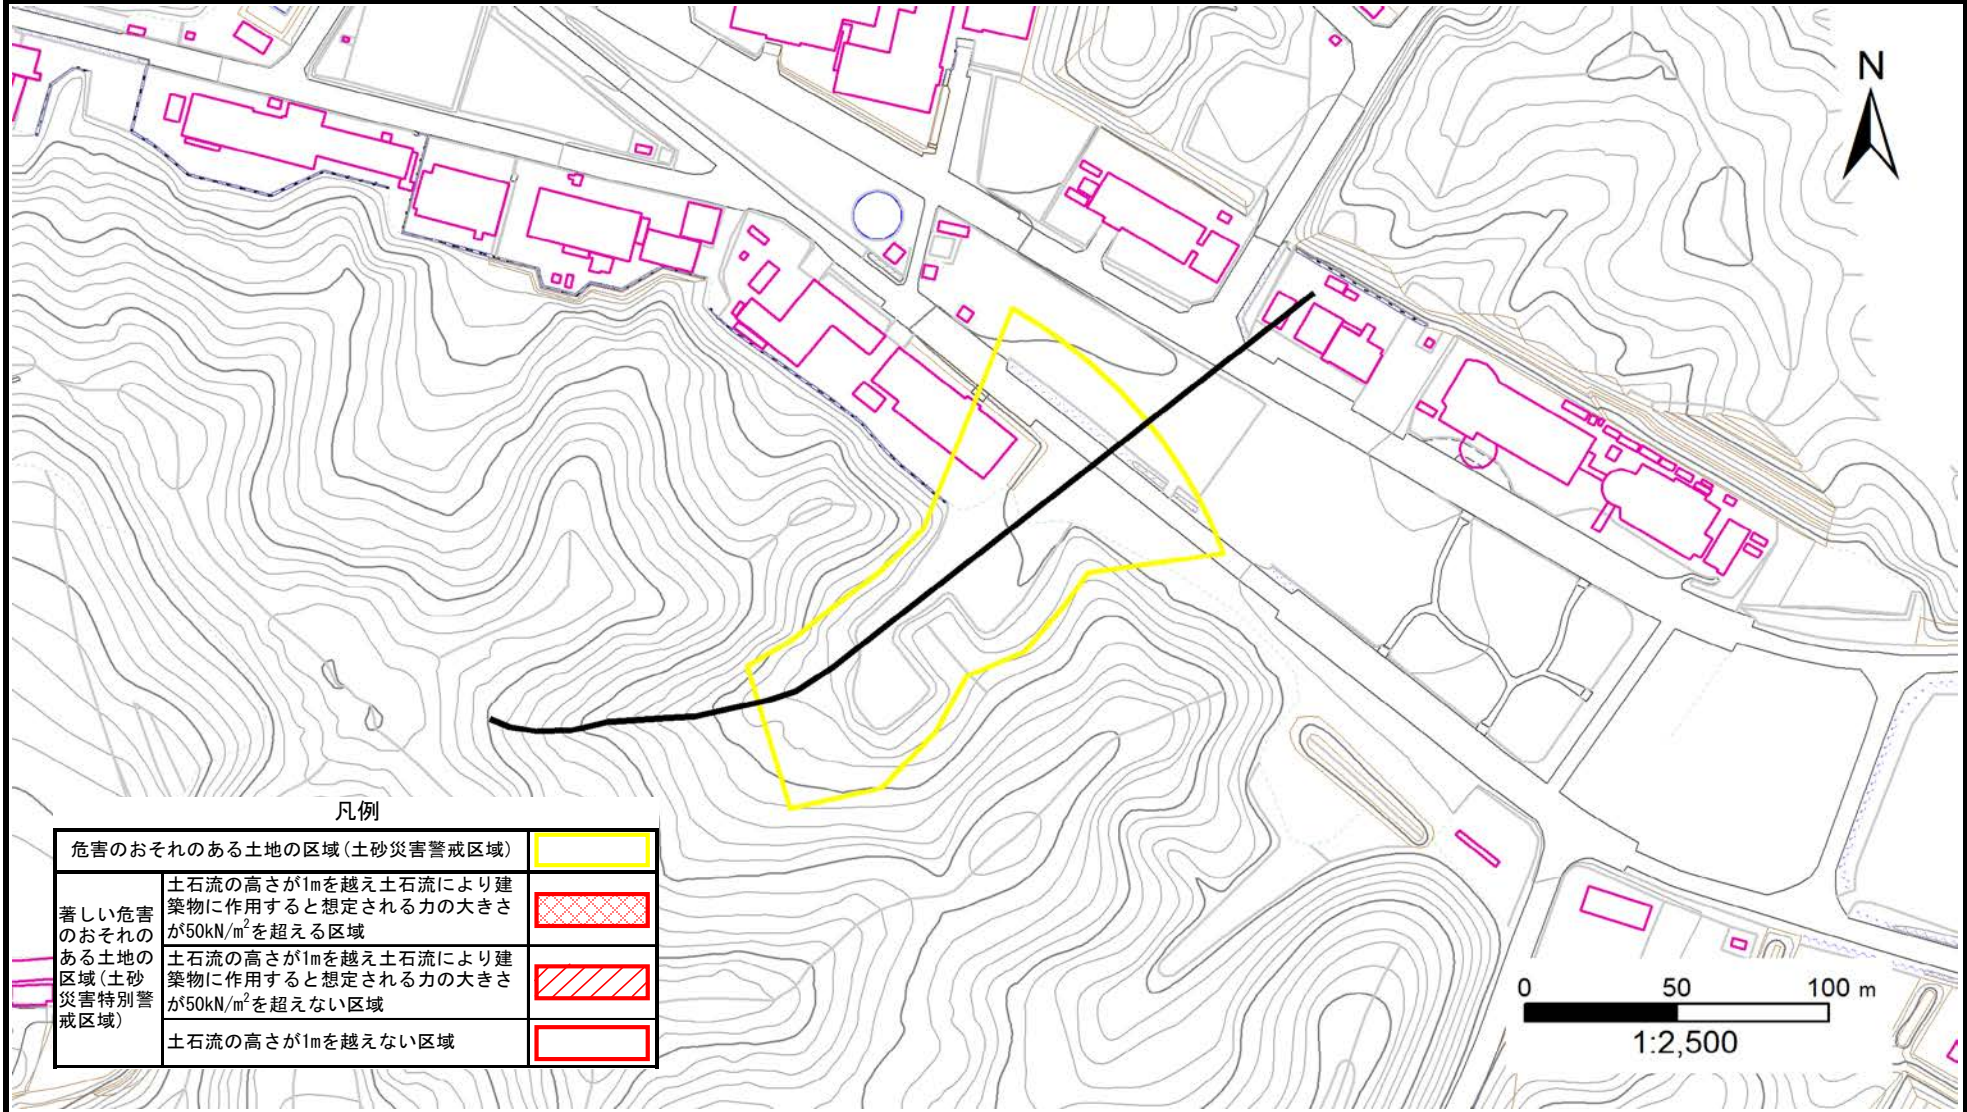 N
凡例
危害のおそれのある土地の区域(土砂災害警戒区域)
著しい危害
のおそれの
ある土地の
区域(土砂
災害特別警
戒区域)
土石流の高さが1mを越え土石流により建
築物に作用すると想定される力の大きさ
が50kN/m²を超える区域
土石流の高さが1mを越え土石流により建
築物に作用すると想定される力の大きさ
が50kN/m²を超えない区域
土石流の高さが1mを越えない区域
0 50 100 m
1:2,500